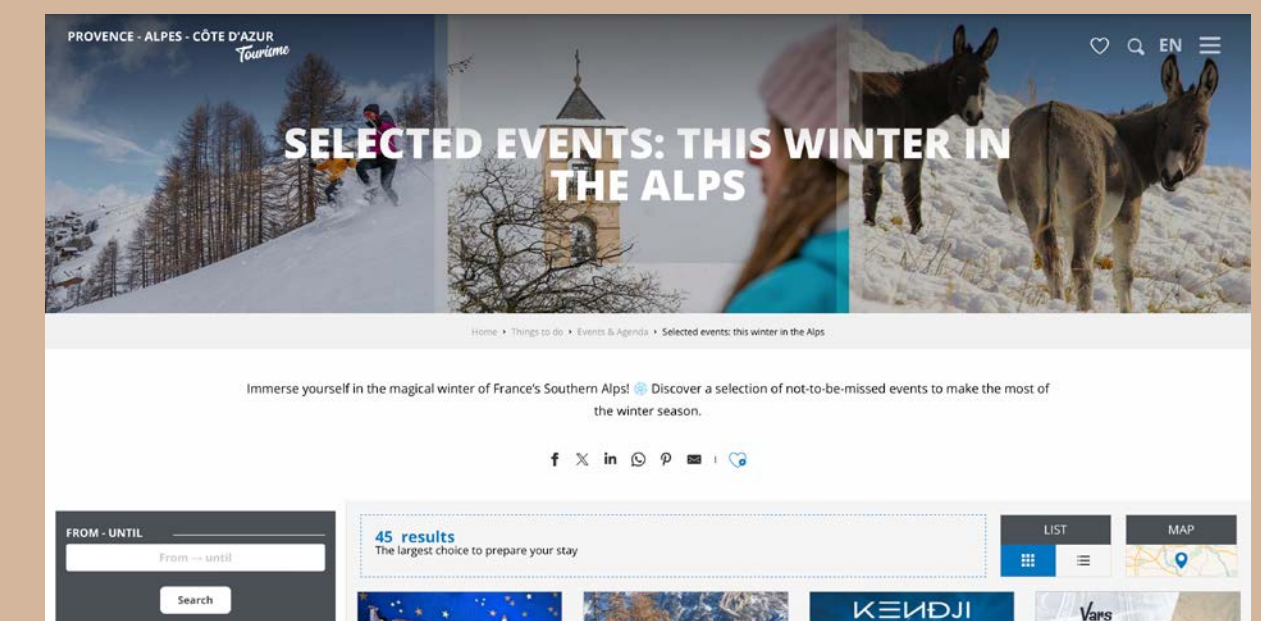 PROVENCE - ALPES - CÔTE D'AZUR
Tourisme
EN
SELECTED EVENTS: THIS WINTER IN
THE ALPS
Home › Things to do › Events & Agenda › Selected events: this winter in the Alps
Immerse yourself in the magical winter of France's Southern Alps! ❄ Discover a selection of not-to-be-missed events to make the most of
the winter season.
FROM - UNTIL
From → until
Search
45 results
The largest choice to prepare your stay
LIST
MAP
KENDJI
Vars